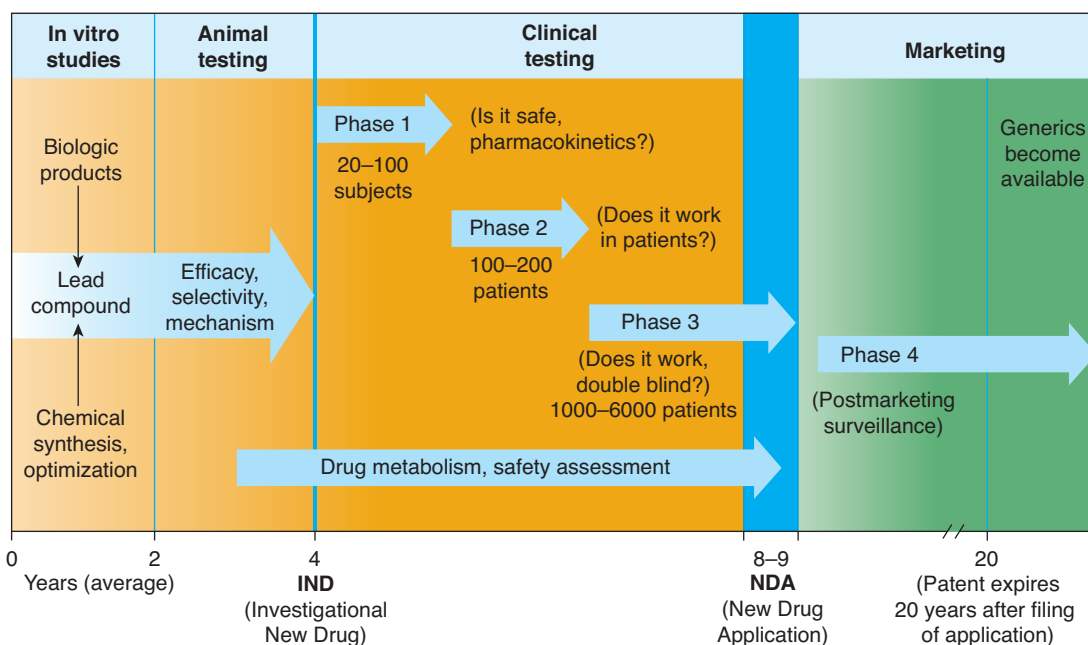 In vitro
studies
Animal
testing
Clinical
testing
Marketing
Biologic
products
Lead
compound
Chemical
synthesis,
optimization
Efficacy,
selectivity,
mechanism
Phase 1
20–100
subjects
(Is it safe,
pharmacokinetics?)
Phase 2
100–200
patients
(Does it work
in patients?)
Phase 3
(Does it work,
double blind?)
1000–6000 patients
Drug metabolism, safety assessment
Generics
become
available
Phase 4
(Postmarketing
surveillance)
0
2
4
8–9
20
Years (average)
IND
(Investigational
New Drug)
NDA
(New Drug
Application)
(Patent expires
20 years after filing
of application)